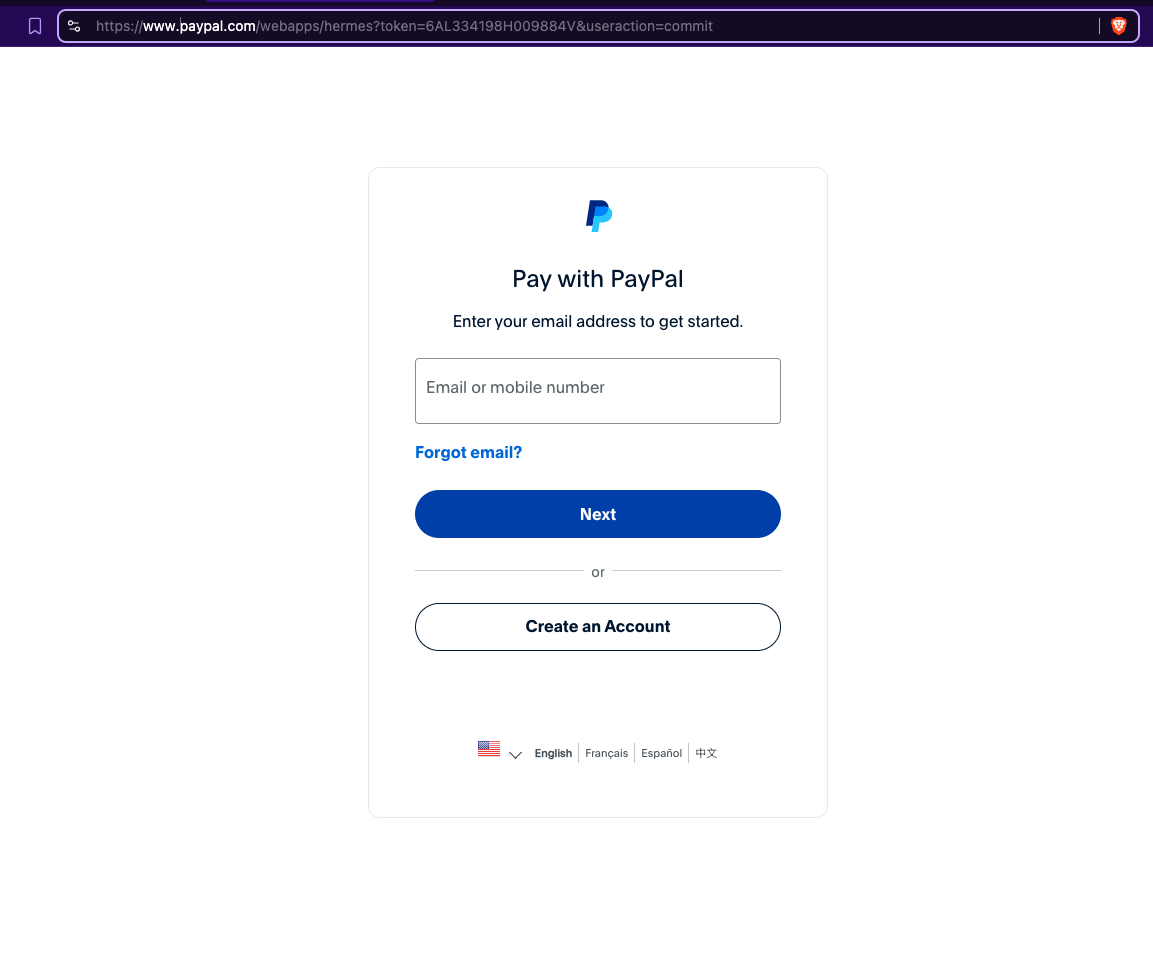 https://www.paypal.com/webapps/hermes?token=6AL334198H009884V&useraction=commit
Pay with PayPal
Enter your email address to get started.
Email or mobile number
Forgot email?
Next
or
Create an Account
English Français Español 中文